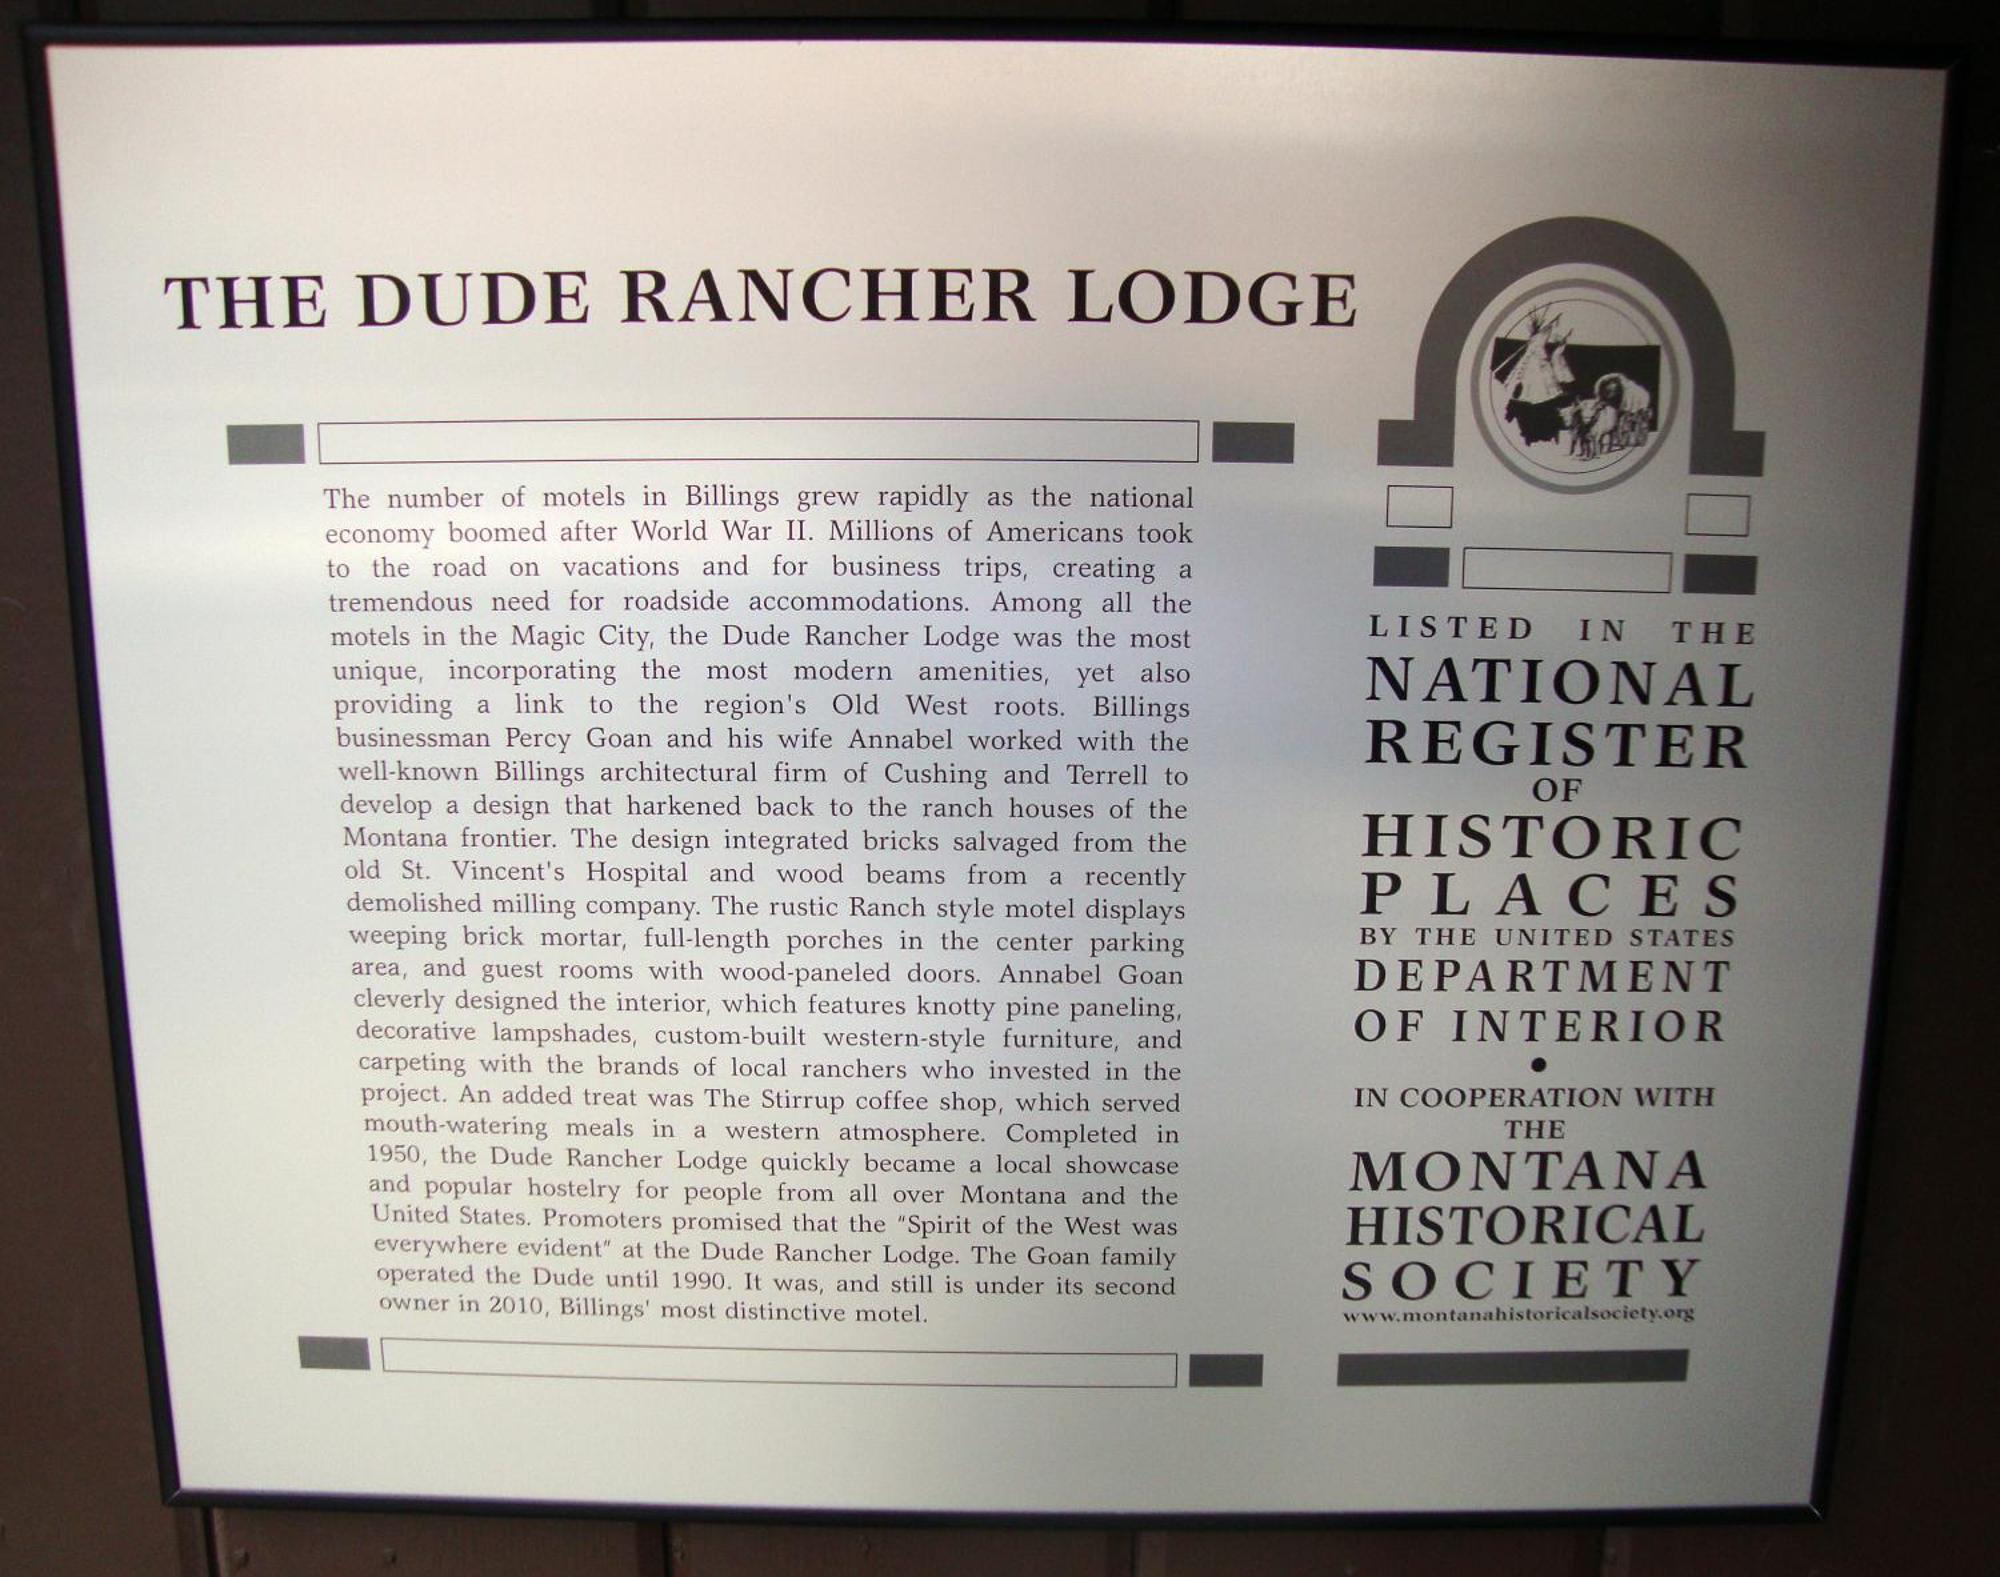 THE DUDE RANCHER LODGE
The number of motels in Billings grew rapidly as the national
economy boomed after World War II. Millions of Americans took
to the road on vacations and for business trips, creating a
tremendous need for roadside accommodations. Among all the
motels in the Magic City, the Dude Rancher Lodge was the most
unique, incorporating the most modern amenities, yet also
providing a link to the region's Old West roots. Billings
businessman Percy Goan and his wife Annabel worked with the
well-known Billings architectural firm of Cushing and Terrell to
develop a design that harkened back to the ranch houses of the
Montana frontier. The design integrated bricks salvaged from the
old St. Vincent's Hospital and wood beams from a recently
demolished milling company. The rustic Ranch style motel displays
weeping brick mortar, full-length porches in the center parking
area, and guest rooms with wood-paneled doors. Annabel Goan
cleverly designed the interior, which features knotty pine paneling,
decorative lampshades, custom-built western-style furniture, and
carpeting with the brands of local ranchers who invested in the
project. An added treat was The Stirrup coffee shop, which served
mouth-watering meals in a western atmosphere. Completed in
1950, the Dude Rancher Lodge quickly became a local showcase
and popular hostelry for people from all over Montana and the
United States. Promoters promised that the "Spirit of the West was
everywhere evident" at the Dude Rancher Lodge. The Goan family
operated the Dude until 1990. It was, and still is under its second
owner in 2010, Billings' most distinctive motel.
LISTED IN THE
NATIONAL
REGISTER
OF
HISTORIC
PLACES
BY THE UNITED STATES
DEPARTMENT
OF INTERIOR
•
IN COOPERATION WITH
THE
MONTANA
HISTORICAL
SOCIETY
www.montanahistoricalsociety.org